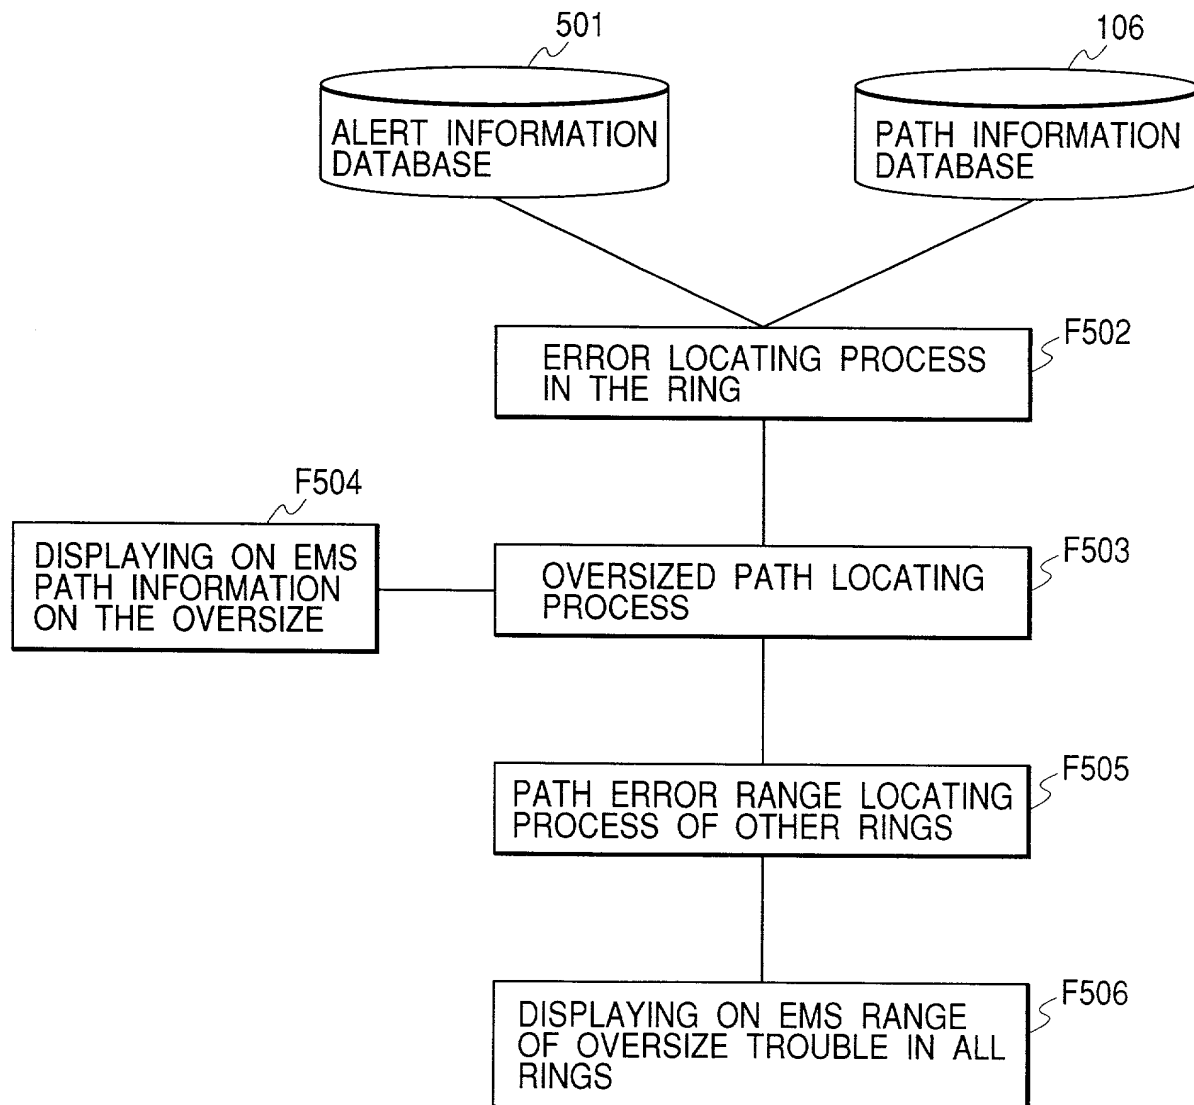 501
106
ALERT INFORMATION
DATABASE
PATH INFORMATION
DATABASE
F502
ERROR LOCATING PROCESS
IN THE RING
F504
DISPLAYING ON EMS
PATH INFORMATION
ON THE OVERSIZE
F503
OVERSIZED PATH LOCATING
PROCESS
F505
PATH ERROR RANGE LOCATING
PROCESS OF OTHER RINGS
F506
DISPLAYING ON EMS RANGE
OF OVERSIZE TROUBLE IN ALL
RINGS